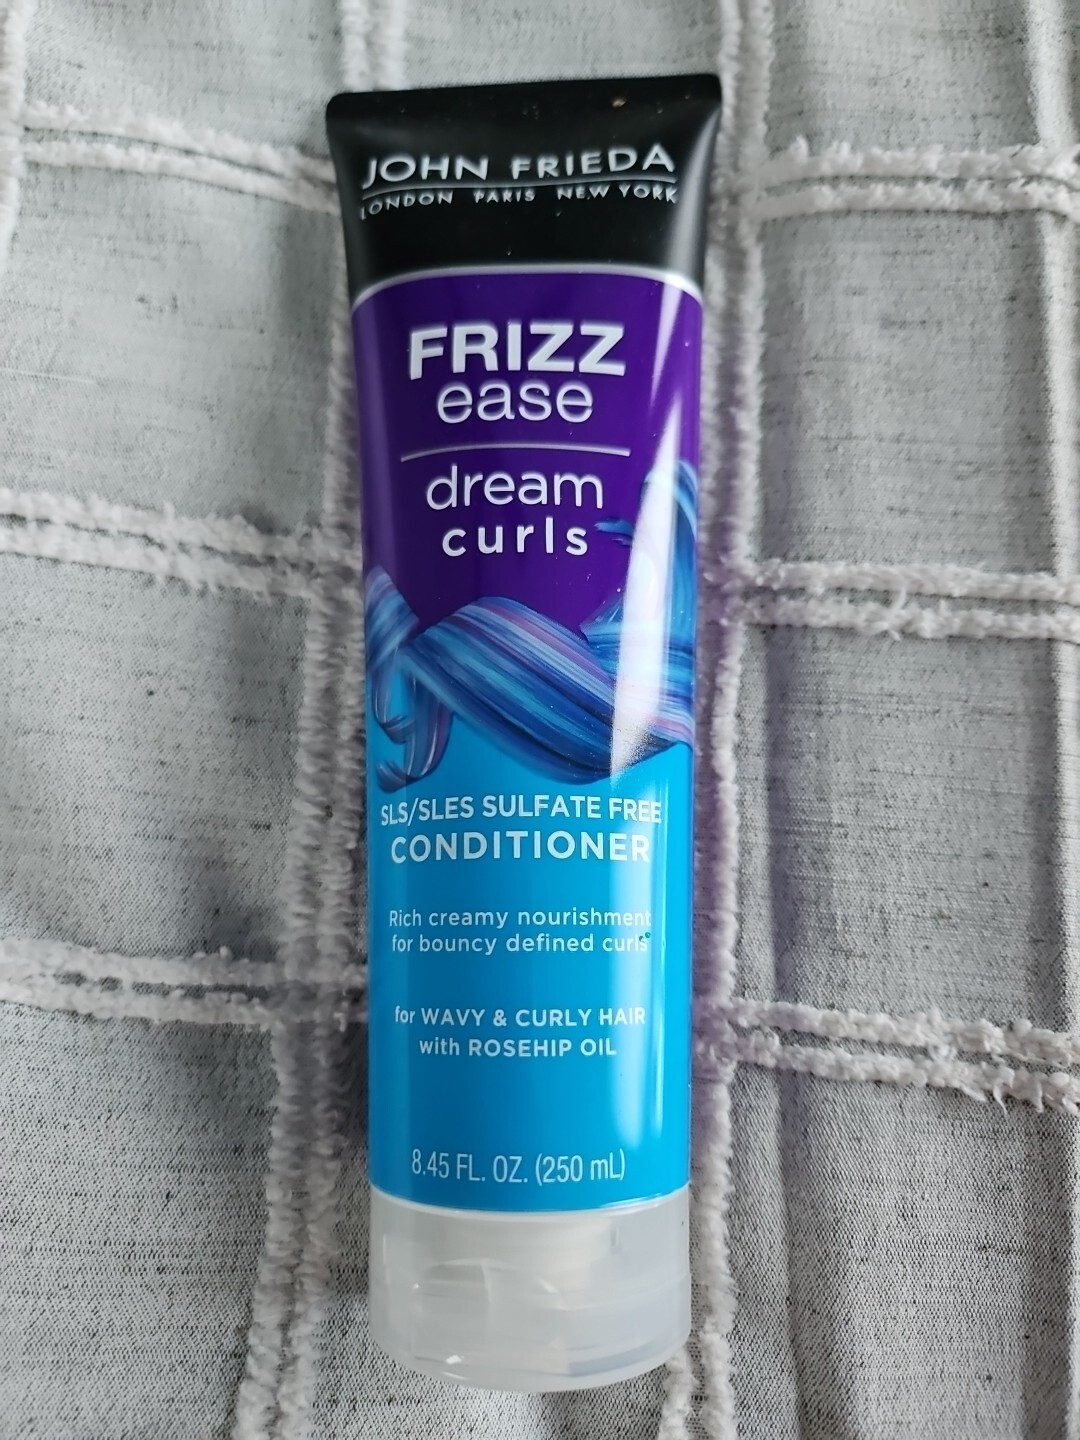 JOHN FRIEDA
LONDON PARIS NEW YORK
FRIZZ
ease
dream
curls
SLS/SLES SULFATE FREE
CONDITIONER
Rich creamy nourishment
for bouncy defined curls
for WAVY & CURLY HAIR
with ROSEHIP OIL
8.45 FL. OZ. (250 mL)